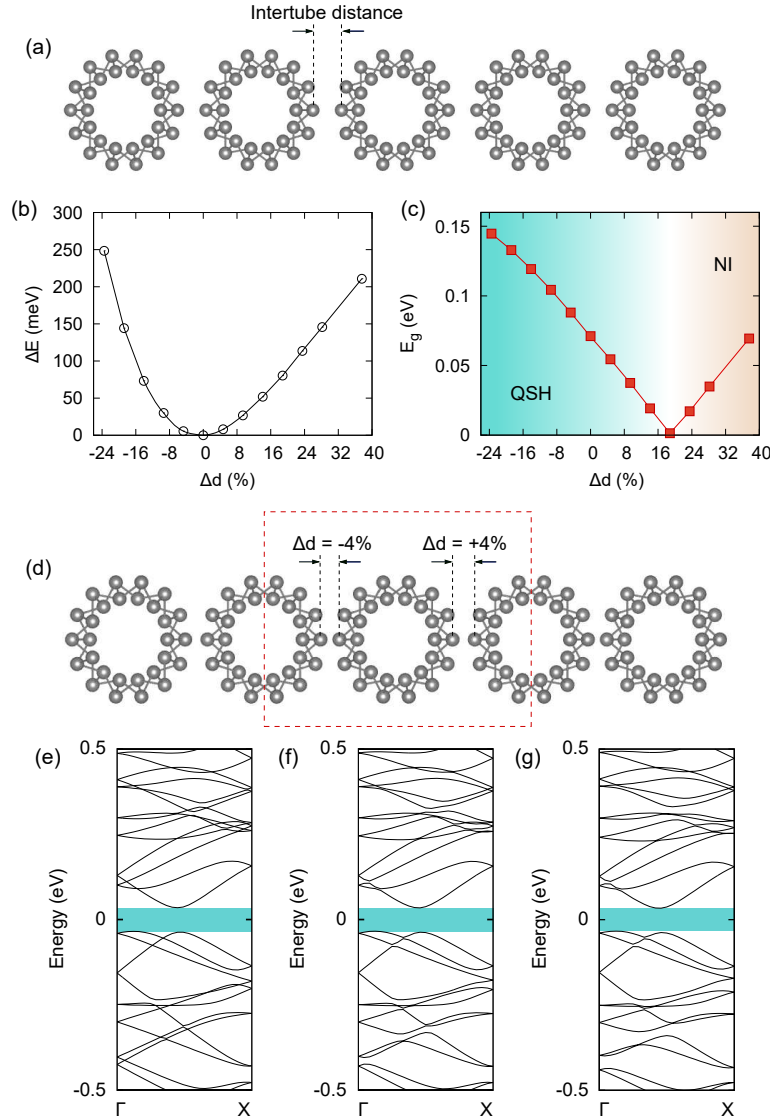 Intertube distance
(a)
(b)
300
250
200
150
100
50
0
ΔE (meV)
-24 -16 -8 0 8 16 24 32 40
Δd (%)
(c)
0.15
0.1
0.05
0
Eg (eV)
QSH
NI
-24 -16 -8 0 8 16 24 32 40
Δd (%)
(d)
Δd = -4% Δd = +4%
(e)
0.5
0
-0.5
Energy (eV)
Γ X
(f)
0.5
0
-0.5
Energy (eV)
Γ X
(g)
0.5
0
-0.5
Energy (eV)
Γ X